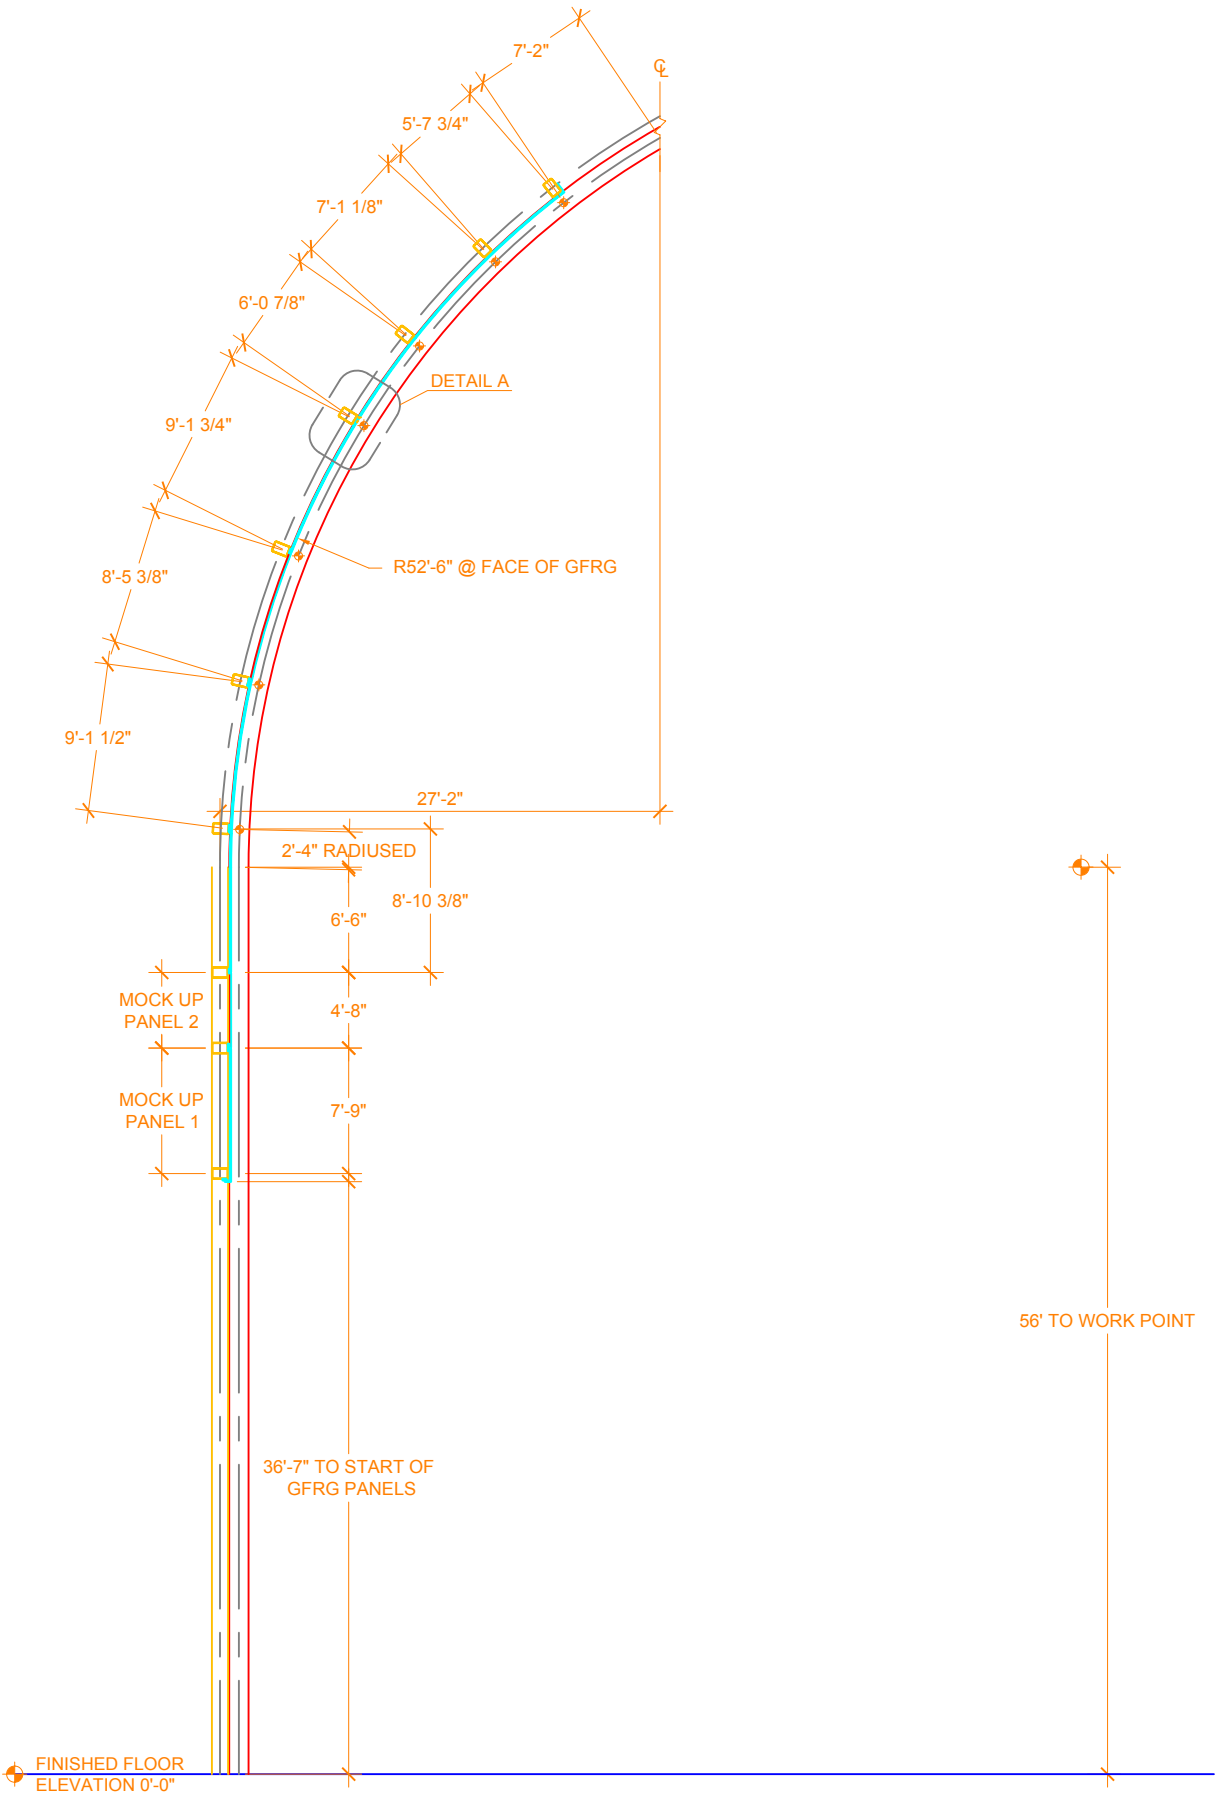 7'-2"
℄
5'-7 3/4"
7'-1 1/8"
6'-0 7/8"
DETAIL A
9'-1 3/4"
R52'-6" @ FACE OF GFRG
8'-5 3/8"
9'-1 1/2"
27'-2"
2'-4" RADIUSED
8'-10 3/8"
6'-6"
MOCK UP
PANEL 2
4'-8"
MOCK UP
PANEL 1
7'-9"
56' TO WORK POINT
36'-7" TO START OF
GFRG PANELS
FINISHED FLOOR
ELEVATION 0'-0"